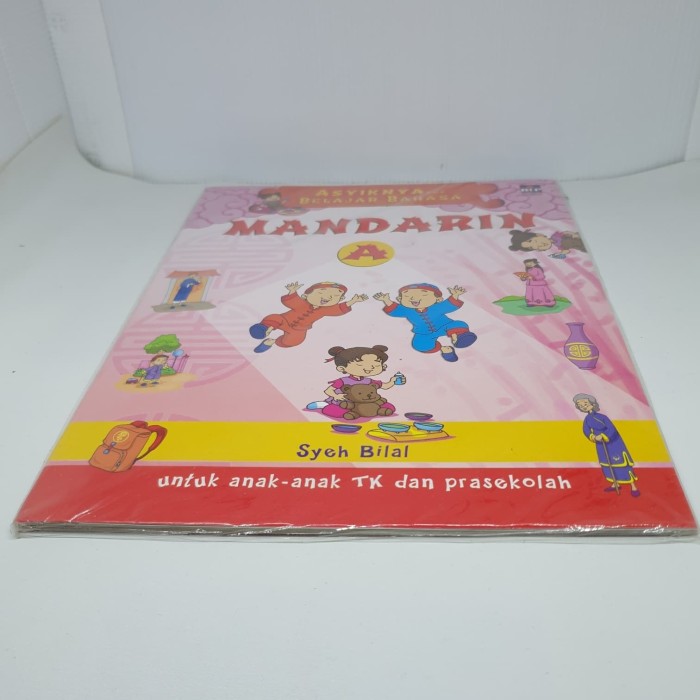 ASYIKNYA
BELAJAR BAHASA
MANDARIN
A
Syeh Bilal
untuk anak-anak TK dan prasekolah